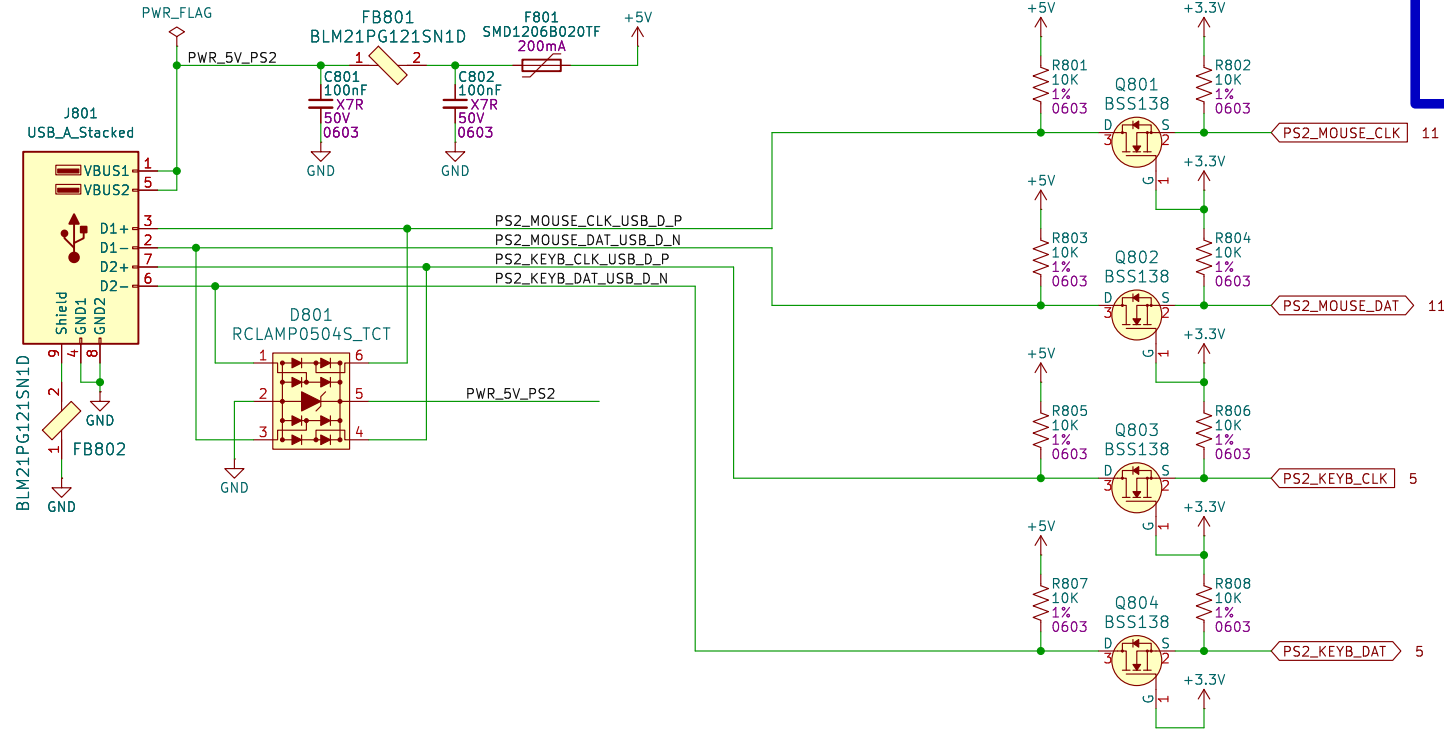 PWR_FLAG
PWR_5V_PS2
FB801
BLM21PG121SN1D
1
2
F801
SMD1206B020TF
200mA
+5V
C801
100nF
X7R
50V
0603
GND
C802
100nF
X7R
50V
0603
GND
J801
USB_A_Stacked
VBUS1
1
VBUS2
5
D1+
3
D1-
2
D2+
7
D2-
6
Shield
GND1
GND2
9
4
8
GND
2
1
FB802
BLM21PG121SN1D
GND
PS2_MOUSE_CLK_USB_D_P
PS2_MOUSE_DAT_USB_D_N
PS2_KEYB_CLK_USB_D_P
PS2_KEYB_DAT_USB_D_N
D801
RCLAMP0504S_TCT
1
6
2
5
3
4
PWR_5V_PS2
GND
+5V
R801
10K
1%
0603
Q801
BSS138
D
3
S
2
G
1
+3.3V
R802
10K
1%
0603
PS2_MOUSE_CLK
11
+3.3V
+5V
R803
10K
1%
0603
Q802
BSS138
D
3
S
2
G
1
R804
10K
1%
0603
PS2_MOUSE_DAT
11
+3.3V
+5V
R805
10K
1%
0603
Q803
BSS138
D
3
S
2
G
1
R806
10K
1%
0603
PS2_KEYB_CLK
5
+3.3V
+5V
R807
10K
1%
0603
Q804
BSS138
D
3
S
2
G
1
R808
10K
1%
0603
PS2_KEYB_DAT
5
+3.3V